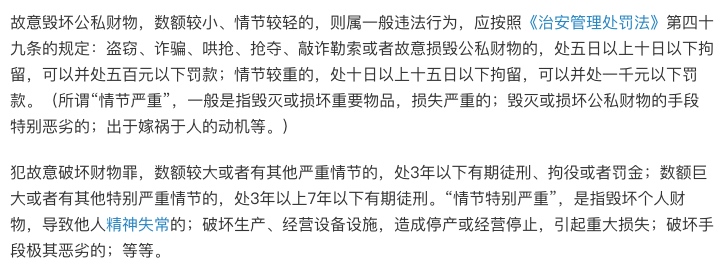 故意毁坏公私财物，数额较小、情节较轻的，则属一般违法行为，应按照《治安管理处罚法》第四十
九条的规定：盗窃、诈骗、哄抢、抢夺、敲诈勒索或者故意损毁公私财物的，处五日以上十日以下拘
留，可以并处五百元以下罚款；情节较重的，处十日以上十五日以下拘留，可以并处一千元以下罚
款。（所谓“情节严重”，一般是指毁灭或损坏重要物品，损失严重的；毁灭或损坏公私财物的手段
特别恶劣的；出于嫁祸于人的动机等。）
犯故意破坏财物罪，数额较大或者有其他严重情节的，处3年以下有期徒刑、拘役或者罚金；数额巨
大或者有其他特别严重情节的，处3年以上7年以下有期徒刑。“情节特别严重”，是指毁坏个人财
物，导致他人精神失常的；破坏生产、经营设备设施，造成停产或经营停止，引起重大损失；破坏手
段极其恶劣的；等等。